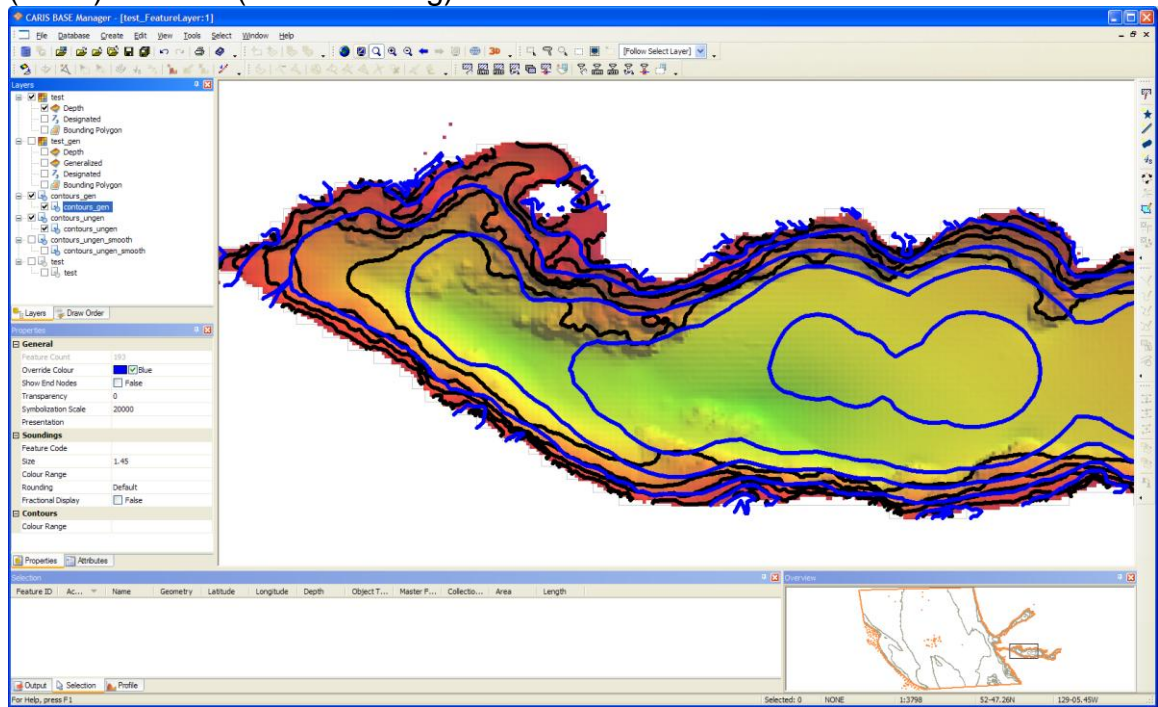 CARIS BASE Manager - [test_FeatureLayer:1]
File Database Create Edit View Tools Select Window Help
3D
[Follow Select Layer]
Layers
test
Depth
Designated
Bounding Polygon
test_gen
Depth
Generalized
Designated
Bounding Polygon
contours_gen
contours_gen
contours_ungen
contours_ungen
contours_ungen_smooth
contours_ungen_smooth
test
test
Layers Draw Order
Properties
General
Feature Count 193
Override Colour Blue
Show End Nodes False
Transparency 0
Symbolization Scale 20000
Presentation
Soundings
Feature Code
Size 1.45
Colour Range
Rounding Default
Fractional Display False
Contours
Colour Range
Properties Attributes
Selection
Feature ID Ac... Name Geometry Latitude Longitude Depth Object T... Master F... Collectio... Area Length
Overview
Output Selection Profile
For Help, press F1
Selected: 0 NONE 1:3798 52-47.26N 129-05.45W